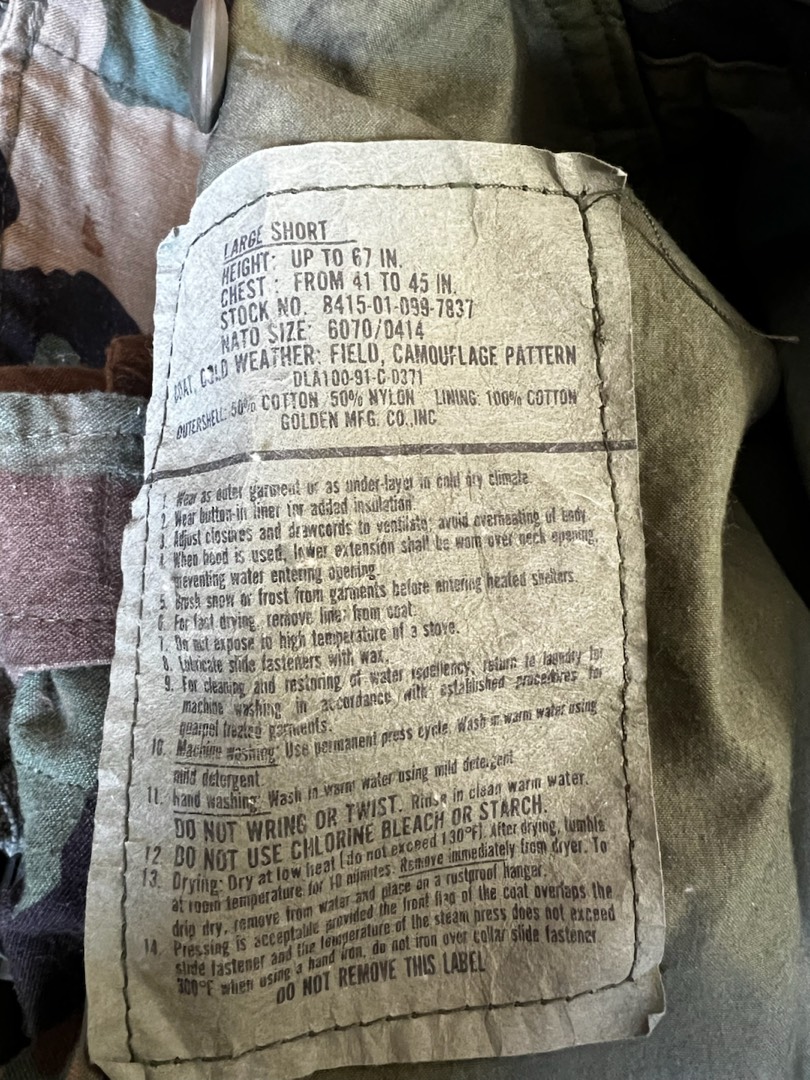 LARGE SHORT
HEIGHT: UP TO 67 IN.
CHEST : FROM 41 TO 45 IN.
STOCK NO. 8415-01-099-7837
NATO SIZE: 6070/0414
COAT, COLD WEATHER: FIELD, CAMOUFLAGE PATTERN
DLA100-91-C-0371
OUTERSHELL: 50% COTTON 50% NYLON LINING: 100% COTTON
GOLDEN MFG. CO., INC
1. Wear as outer garment or as under-layer in cold dry climate.
2. Wear button-in liner for added insulation.
3. Adjust closures and drawcords to ventilate; avoid overheating of body.
4. When hood is used, lower extension shall be worn over neck opening,
preventing water entering opening.
5. Brush snow or frost from garments before entering heated shelters.
6. For fast drying, remove liner from coat.
7. Do not expose to high temperature of a stove.
8. Lubricate slide fasteners with wax.
9. For cleaning and restoring of water repellency, return to laundry for
machine washing in accordance with established procedures for
quarpel treated garments.
10. Machine washing: Use permanent press cycle. Wash in warm water using
mild detergent.
11. hand washing: Wash in warm water using mild detergent.
DO NOT WRING OR TWIST. Rinse in clean warm water.
12. DO NOT USE CHLORINE BLEACH OR STARCH.
13. Drying: Dry at low heat (do not exceed 130°F). After drying, tumble
at room temperature for 10 minutes. Remove immediately from dryer. To
drip dry, remove from water and place on a rustproof hanger.
14. Pressing is acceptable provided the front flap of the coat overlaps the
slide fastener and the temperature of the steam press does not exceed
300°F when using a hand iron, do not iron over collar slide fastener.
DO NOT REMOVE THIS LABEL